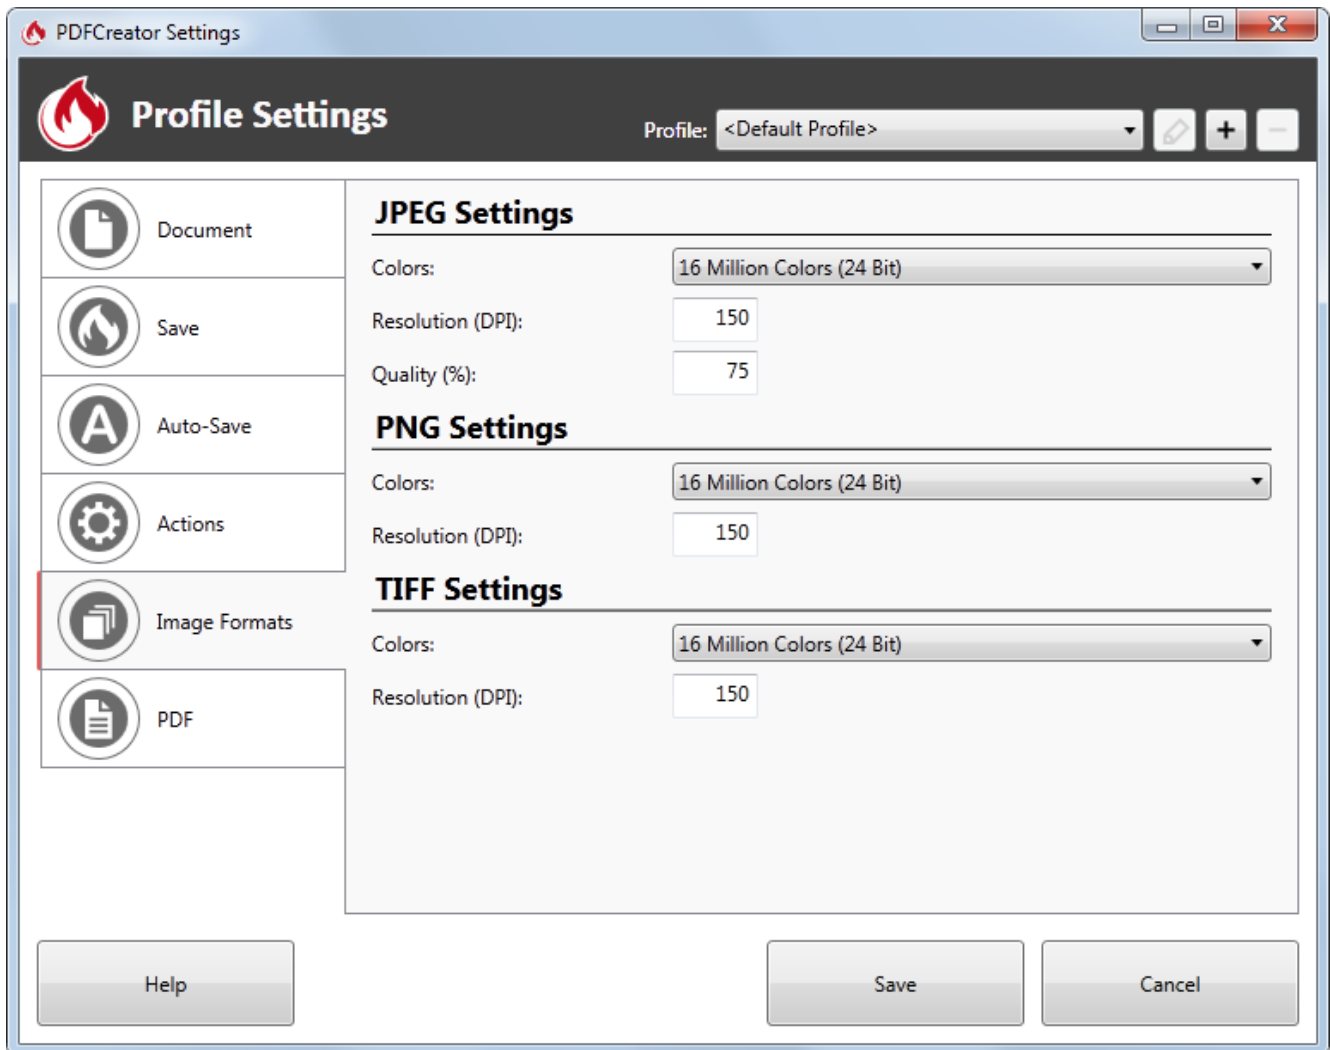 PDFCreator Settings
Profile Settings
Profile: <Default Profile>
Document
Save
Auto-Save
Actions
Image Formats
PDF
JPEG Settings
Colors: 16 Million Colors (24 Bit)
Resolution (DPI): 150
Quality (%): 75
PNG Settings
Colors: 16 Million Colors (24 Bit)
Resolution (DPI): 150
TIFF Settings
Colors: 16 Million Colors (24 Bit)
Resolution (DPI): 150
Help Save Cancel